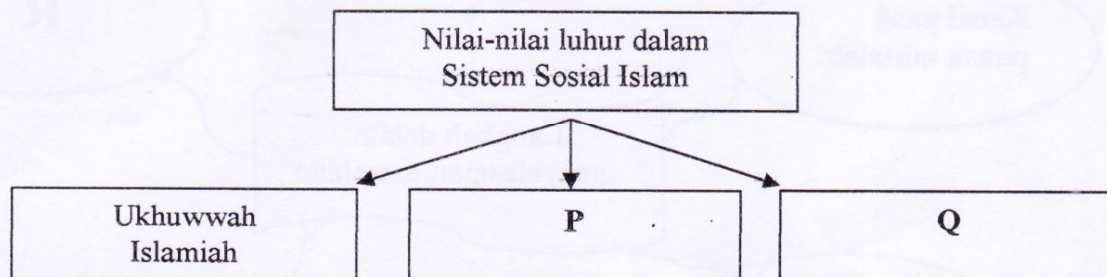 Nilai-nilai luhur dalam
Sistem Sosial Islam
Ukhuwwah
Islamiah
P
Q